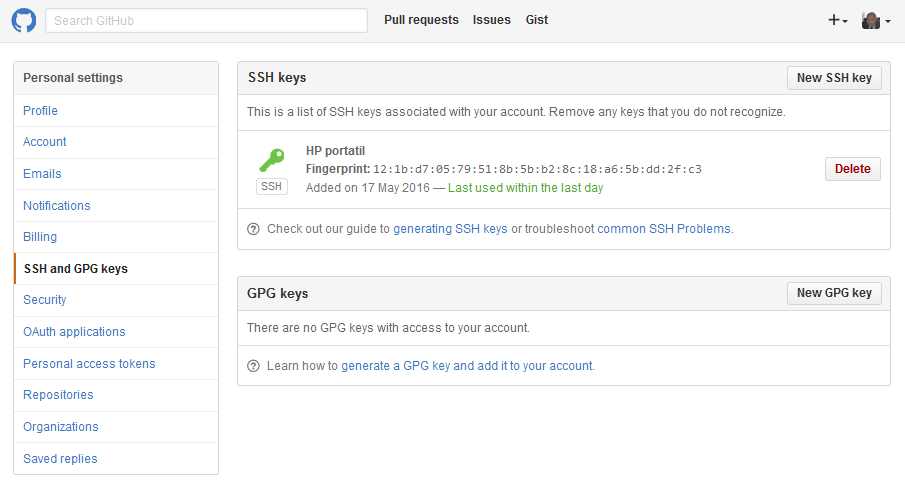 Search GitHub
Pull requests Issues Gist
Personal settings
Profile
Account
Emails
Notifications
Billing
SSH and GPG keys
Security
OAuth applications
Personal access tokens
Repositories
Organizations
Saved replies
SSH keys
New SSH key
This is a list of SSH keys associated with your account. Remove any keys that you do not recognize.
SSH
HP portatil
Fingerprint: 12:1b:d7:05:79:51:8b:5b:b2:8c:18:a6:5b:dd:2f:c3
Added on 17 May 2016 — Last used within the last day
Delete
Check out our guide to generating SSH keys or troubleshoot common SSH Problems.
GPG keys
New GPG key
There are no GPG keys with access to your account.
Learn how to generate a GPG key and add it to your account.